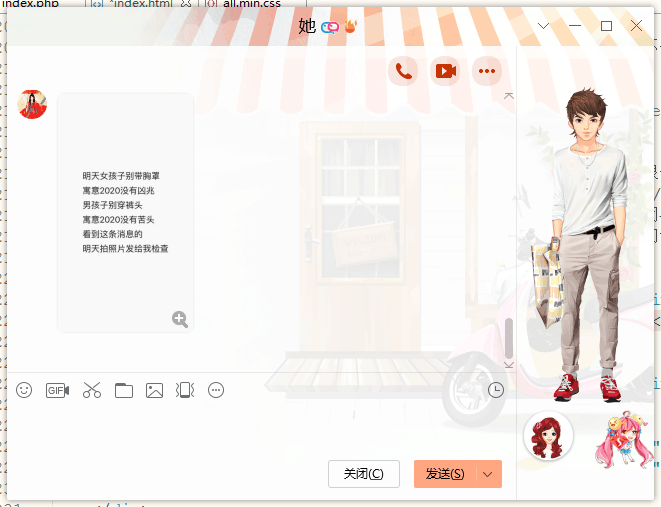 index.php
*index.html
all.min.css
她
明天女孩子别带胸罩
寓意2020没有凶兆
男孩子别穿裤头
寓意2020没有苦头
看到这条消息的
明天拍照片发给我检查
GIF
关闭(C)
发送(S)